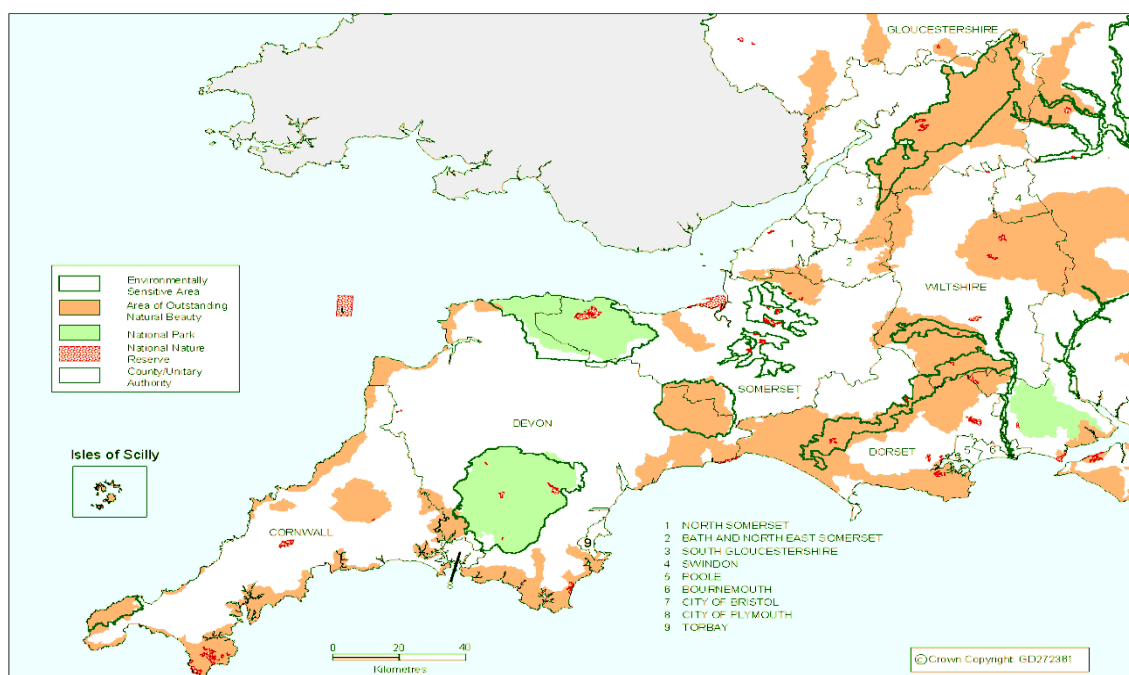 GLOUCESTERSHIRE
3
4
7
1
2
WILTSHIRE
Environmentally
Sensitive Area
Area of Outstanding
Natural Beauty
National Park
National Nature
Reserve
County/Unitary
Authority
SOMERSET
DEVON
DORSET
5
6
Isles of Scilly
CORNWALL
9
8
1 NORTH SOMERSET
2 BATH AND NORTH EAST SOMERSET
3 SOUTH GLOUCESTERSHIRE
4 SWINDON
5 POOLE
6 BOURNEMOUTH
7 CITY OF BRISTOL
8 CITY OF PLYMOUTH
9 TORBAY
0 20 40
Kilometres
© Crown Copyright: GD272361